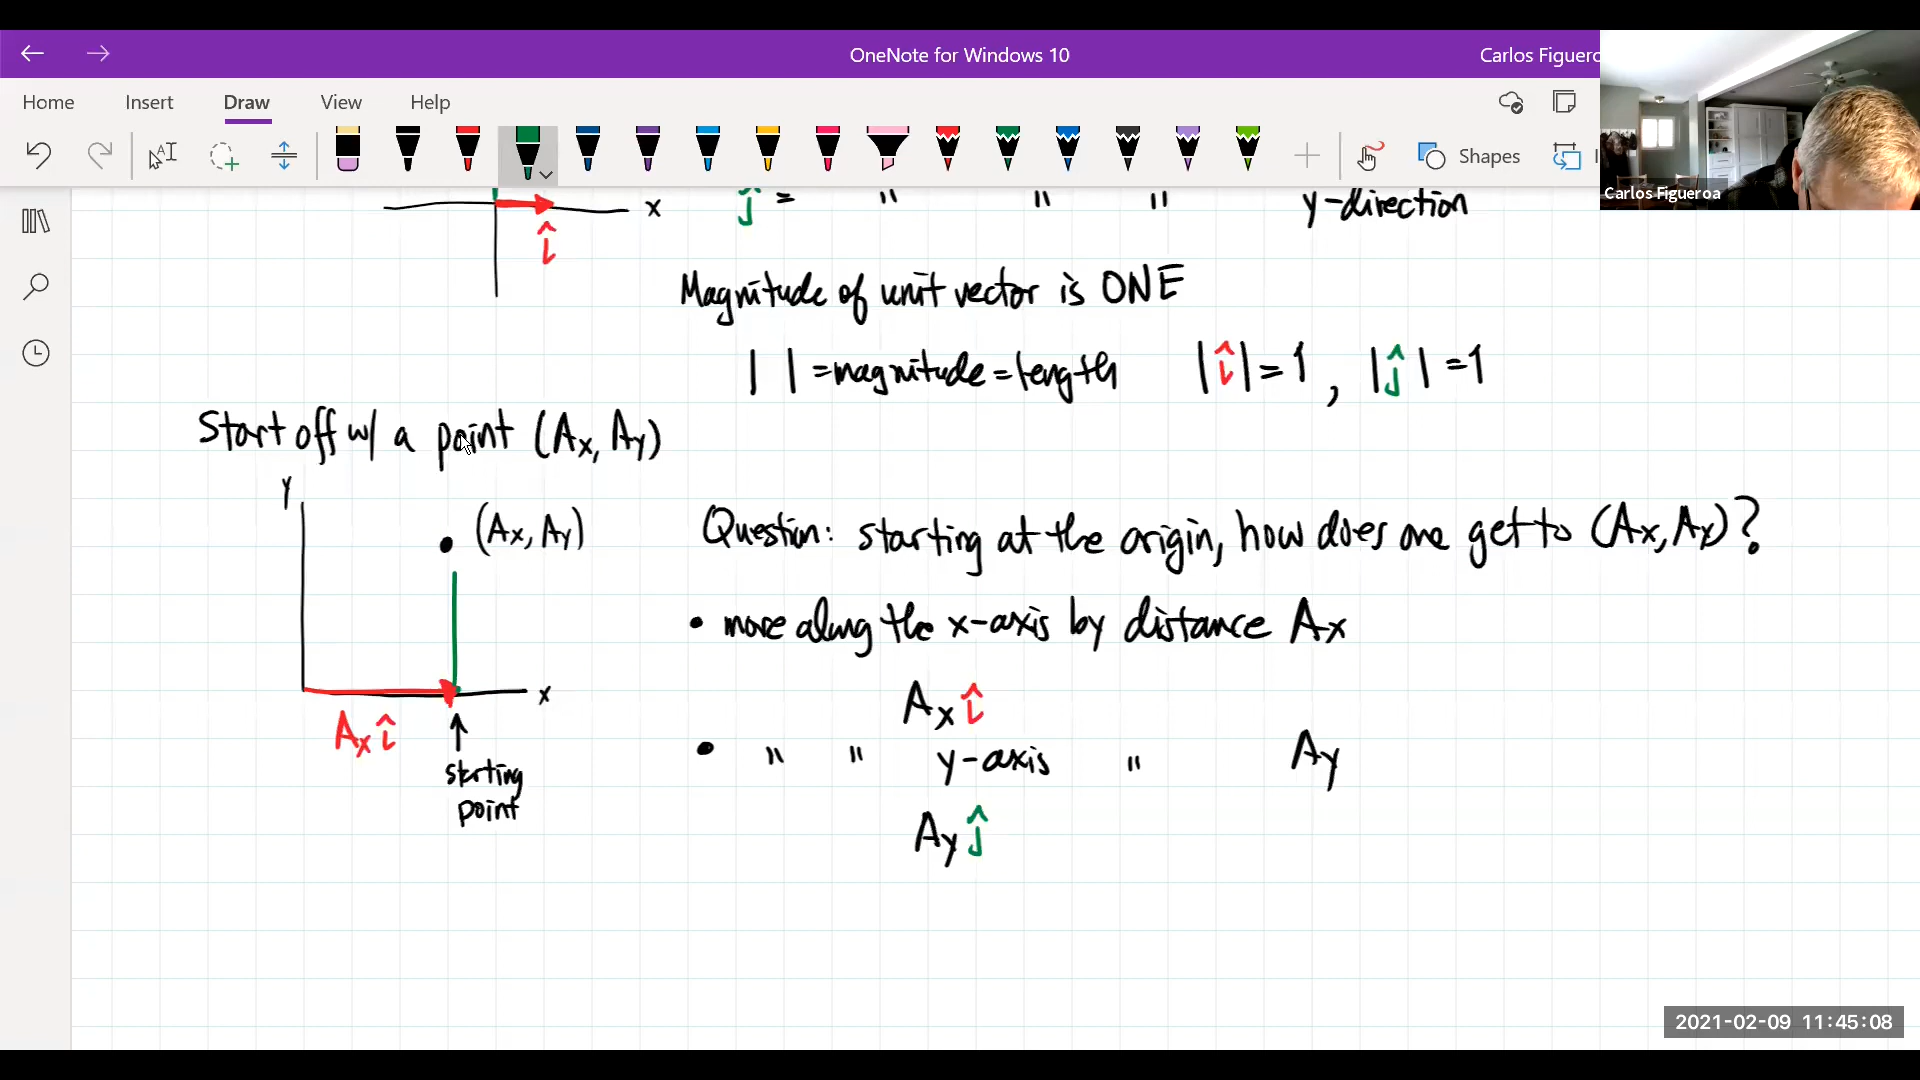 OneNote for Windows 10
Carlos Figuero
Home Insert Draw View Help
Shapes
Carlos Figueroa
x
î
ĵ = " " " y-direction
Magnitude of unit vector is ONE
| | = magnitude = length |î| = 1 , |ĵ| = 1
Start off w/ a point (Ax, Ay)
Y
(Ax, Ay)
x
Ax î
↑
starting
point
Question: starting at the origin, how does one get to (Ax, Ay)?
• move along the x-axis by distance Ax
Ax î
• " " y-axis " Ay
Ay ĵ
2021-02-09 11:45:08